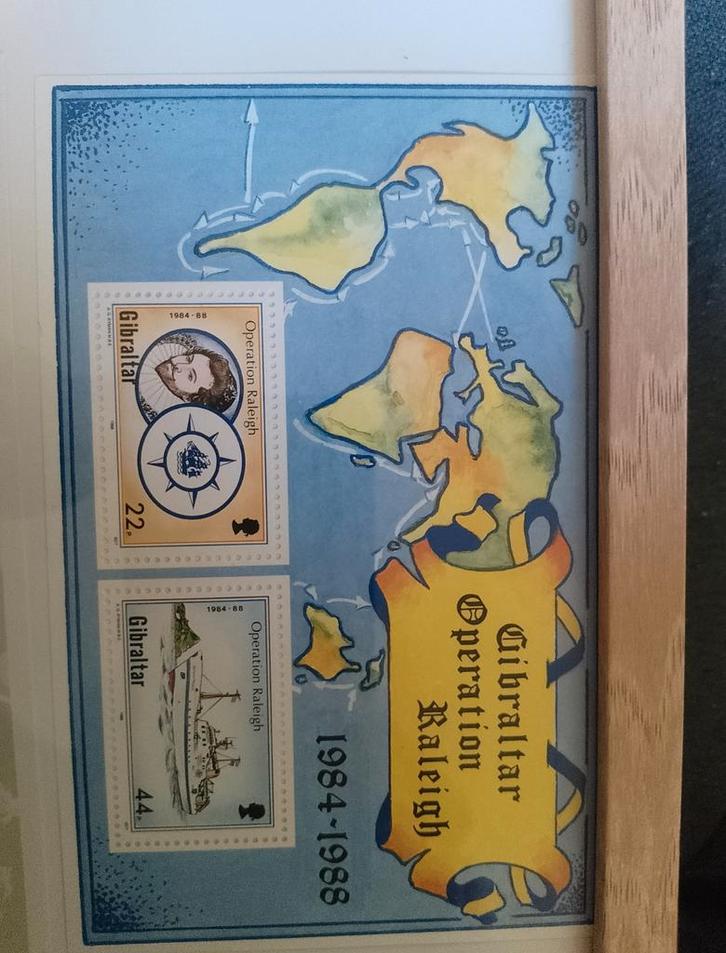 Gibraltar
Operation
Raleigh
1984-1988
Operation Raleigh
1984-88
Gibraltar
22P
Operation Raleigh
1984-88
Gibraltar
44P